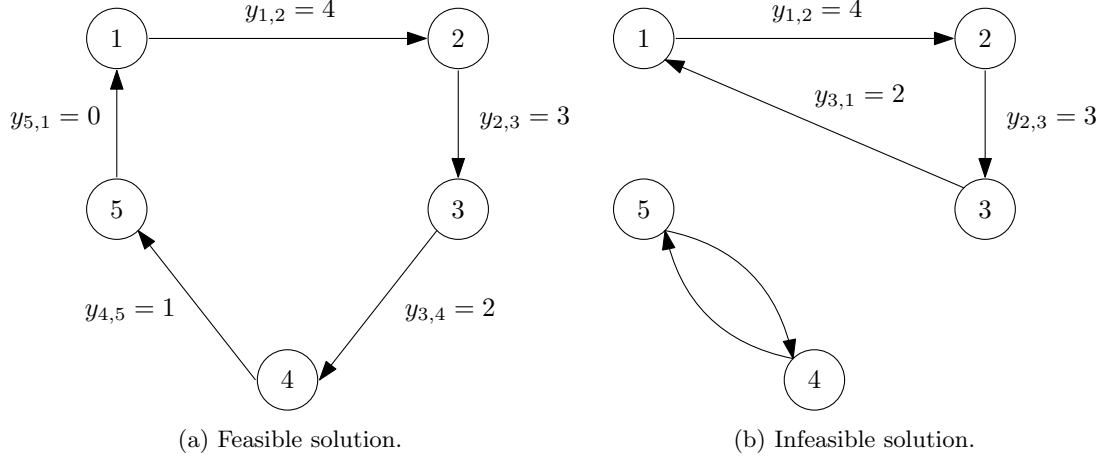 y1,2 = 4
1
2
y5,1 = 0
y2,3 = 3
5
3
y4,5 = 1
y3,4 = 2
4
(a) Feasible solution.
y1,2 = 4
1
2
y3,1 = 2
y2,3 = 3
5
3
4
(b) Infeasible solution.